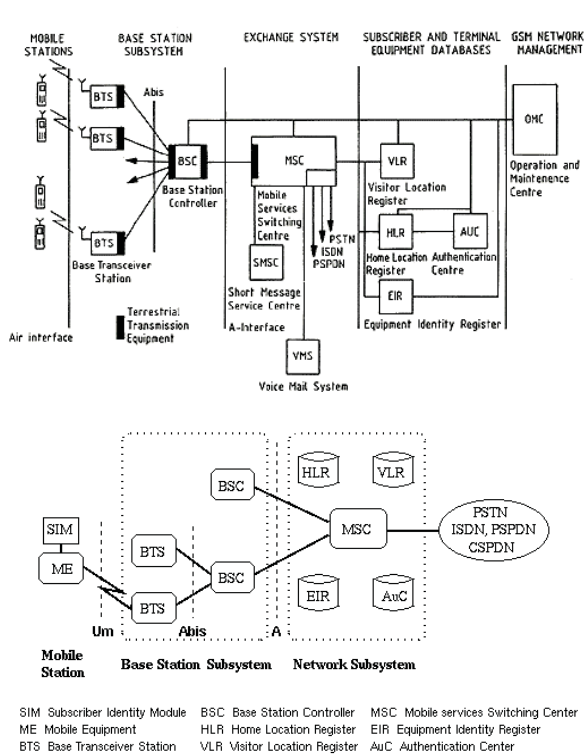 MOBILE STATIONS
BASE STATION SUBSYSTEM
EXCHANGE SYSTEM
SUBSCRIBER AND TERMINAL EQUIPMENT DATABASES
GSM NETWORK MANAGEMENT
BTS
Abis
BTS
OMC
BSC
MSC
VLR
Operation and
Maintenence
Centre
Base Station
Controller
Mobile
Services
Switching
Centre
Visitor Location
Register
PSTN
ISDN
PSPDN
HLR
AUC
BTS
Base Transceiver
Station
SMSC
Home Location
Register
Authentication
Centre
Short Message
Service Centre
EIR
Terrestrial
Transmission
Equipment
A-Interface
Equipment Identity Register
Air interface
VMS
Voice Mail System
HLR
VLR
BSC
SIM
ME
BTS
BSC
MSC
PSTN
ISDN, PSPDN
CSPDN
BTS
EIR
AuC
Um
Abis
A
Mobile
Station
Base Station Subsystem
Network Subsystem
SIM Subscriber Identity Module BSC Base Station Controller MSC Mobile services Switching Center
ME Mobile Equipment HLR Home Location Register EIR Equipment Identity Register
BTS Base Transceiver Station VLR Visitor Location Register AuC Authentication Center